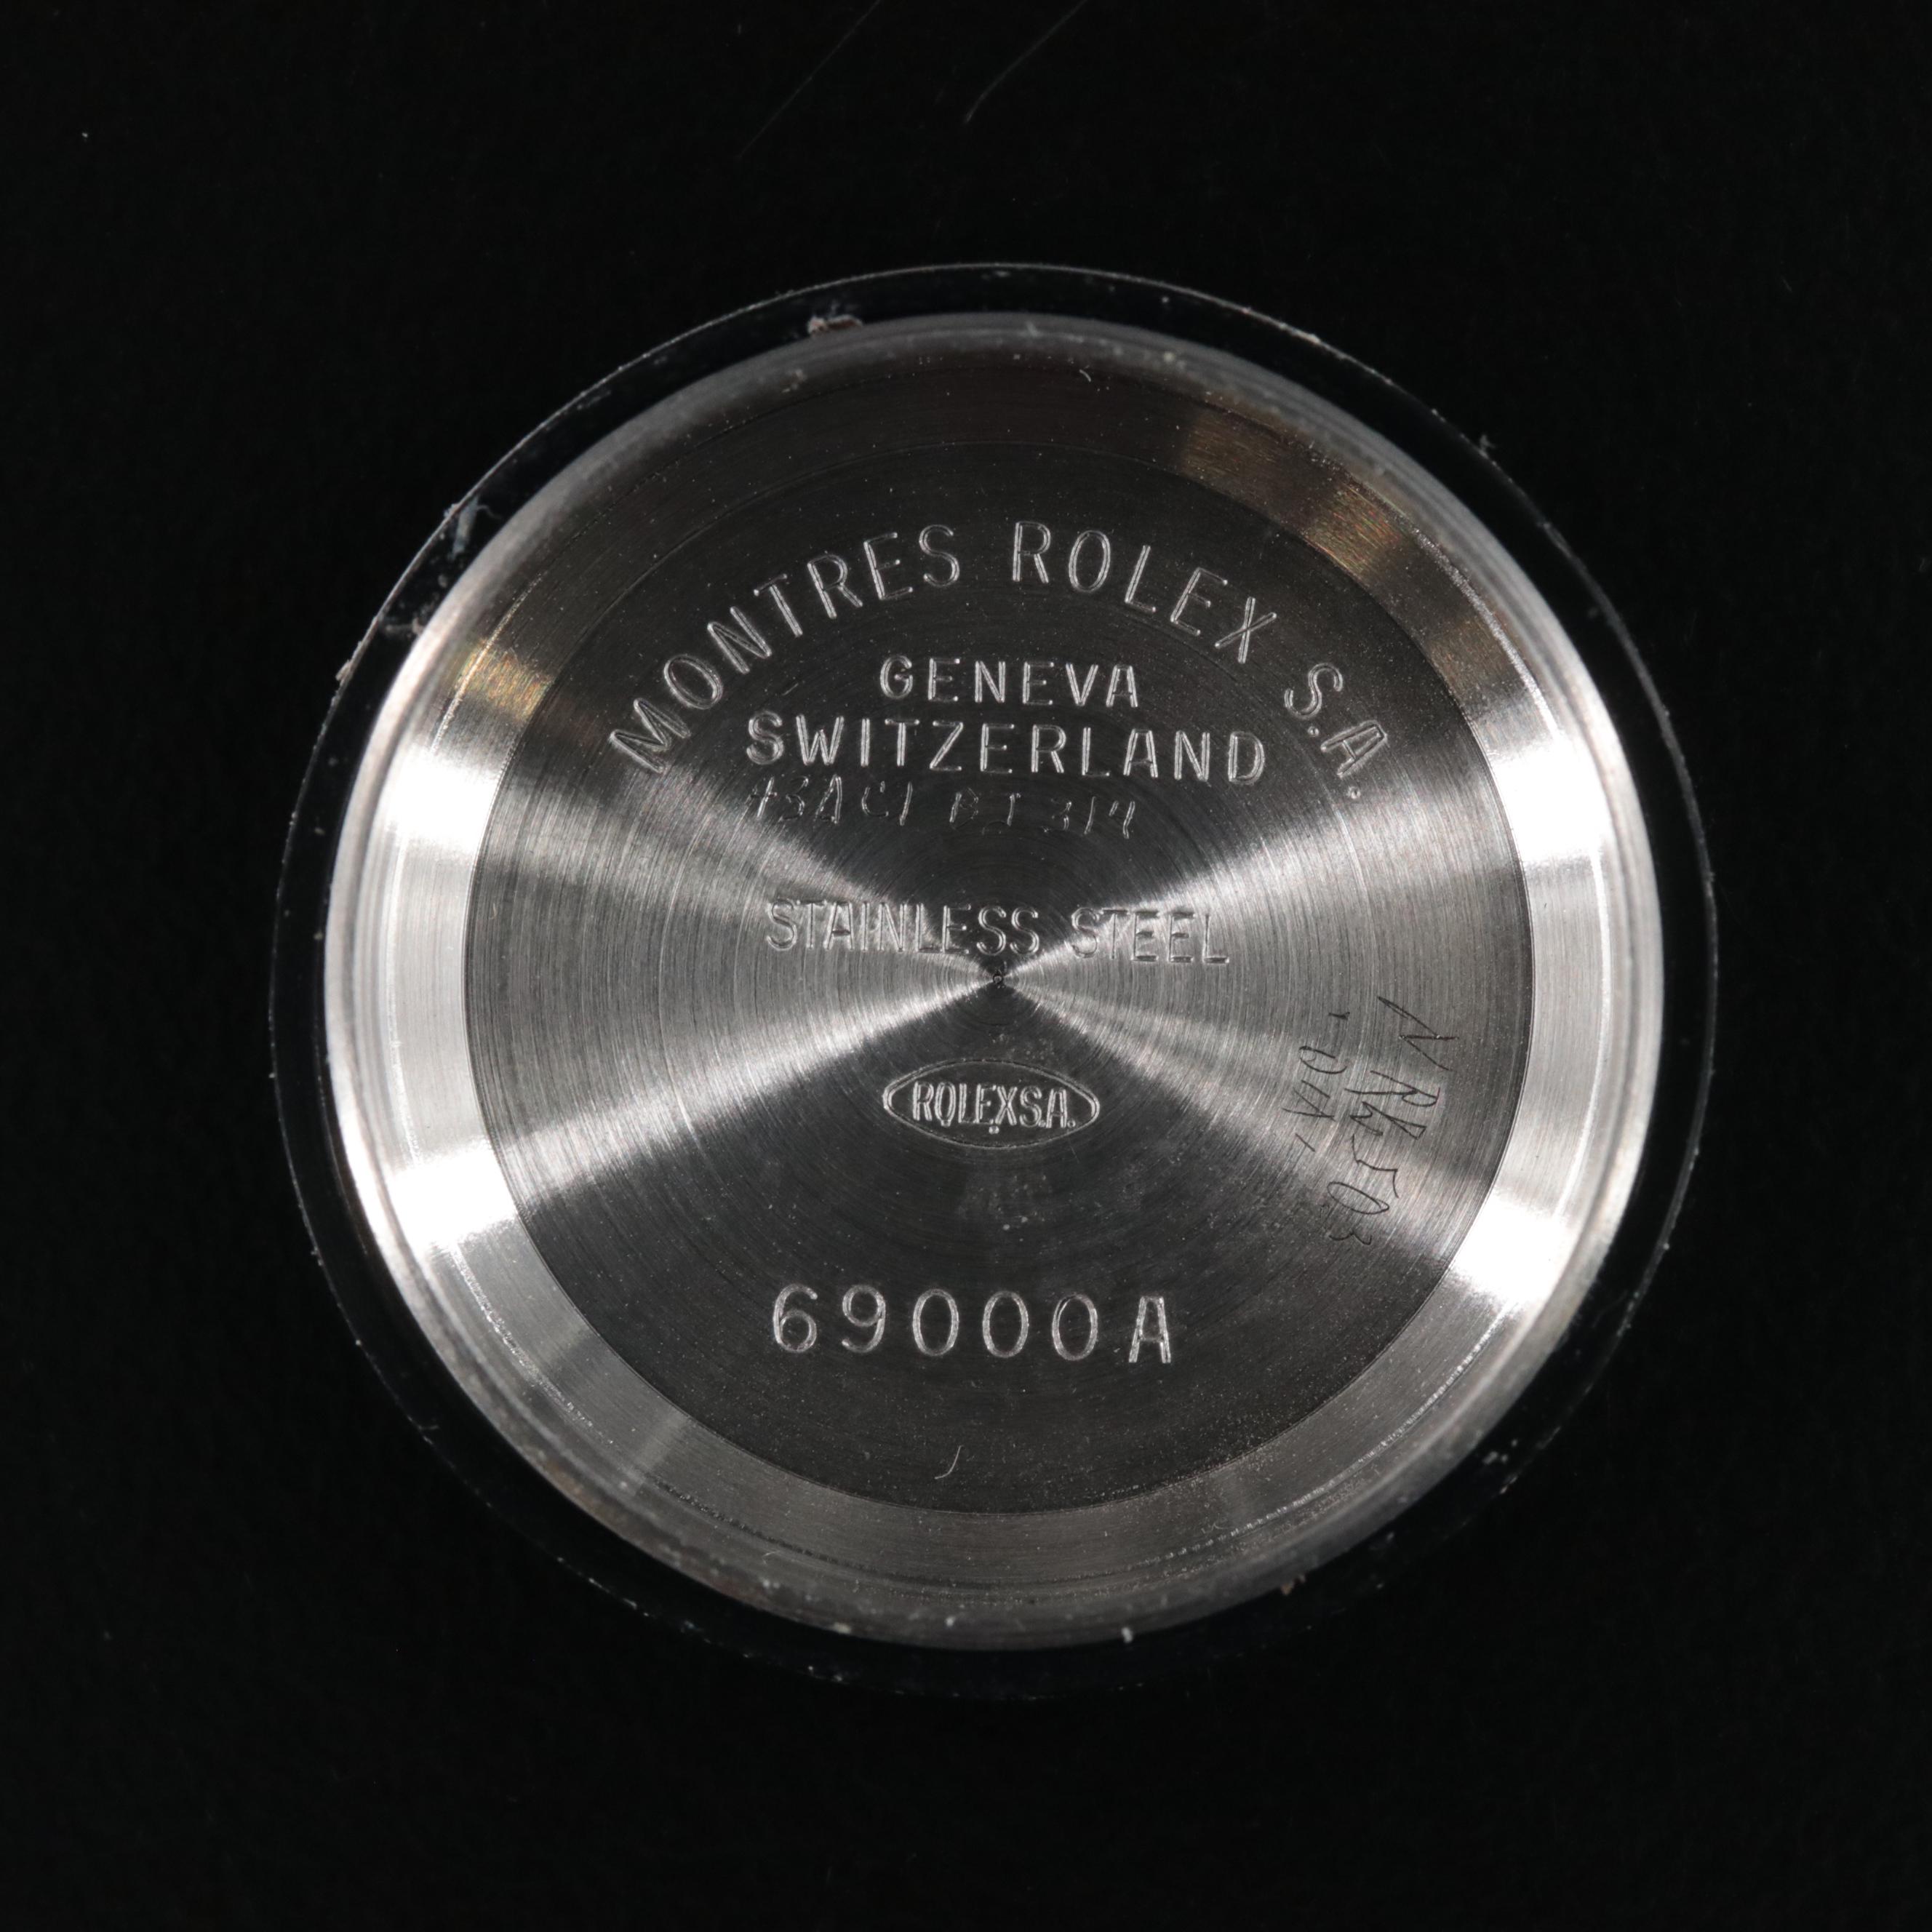 MONTRES ROLEX S.A.
GENEVA
SWITZERLAND
STAINLESS STEEL
ROLEX S.A.
69000A